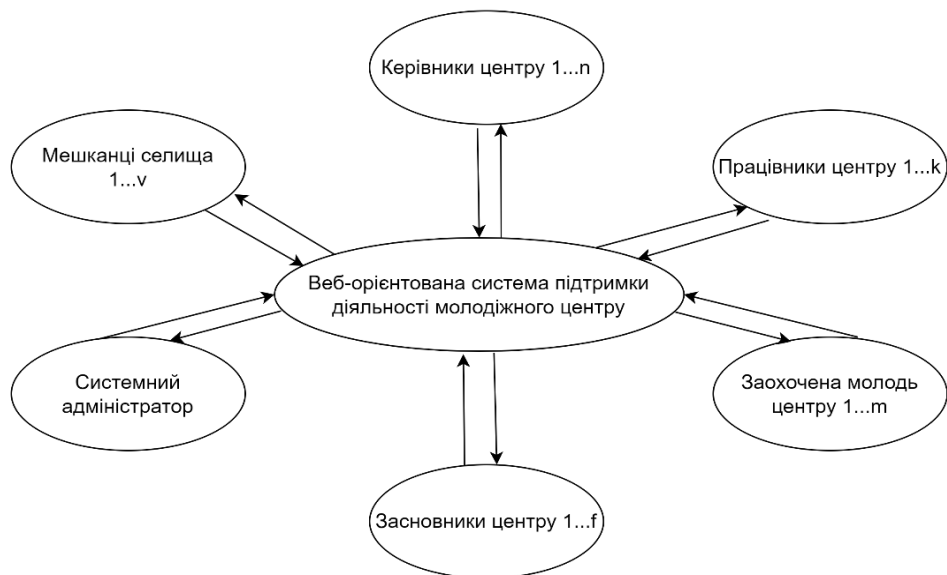 Керівники центру 1...n
Мешканці селища
1...v
Працівники центру 1...k
Веб-орієнтована система підтримки
діяльності молодіжного центру
Системний
адміністратор
Заохочена молодь
центру 1...m
Засновники центру 1...f